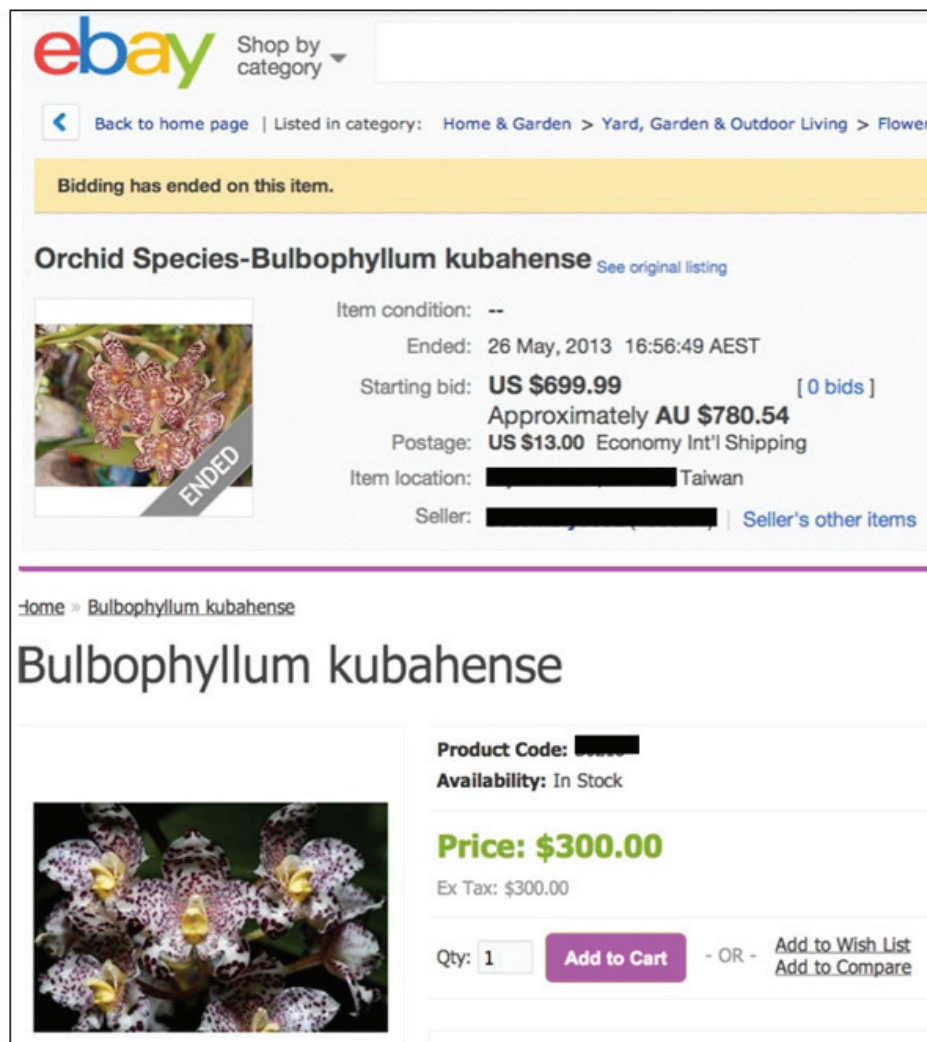 ebay
Shop by
category
Back to home page | Listed in category: Home & Garden > Yard, Garden & Outdoor Living > Flower
Bidding has ended on this item.
Orchid Species-Bulbophyllum kubahense See original listing
Item condition: --
Ended: 26 May, 2013 16:56:49 AEST
Starting bid: US $699.99 [ 0 bids ]
Approximately AU $780.54
Postage: US $13.00 Economy Int'l Shipping
Item location: Taiwan
Seller: | Seller's other items
ENDED
Home » Bulbophyllum kubahense
Bulbophyllum kubahense
Product Code:
Availability: In Stock
Price: $300.00
Ex Tax: $300.00
Qty: 1 Add to Cart - OR - Add to Wish List
Add to Compare